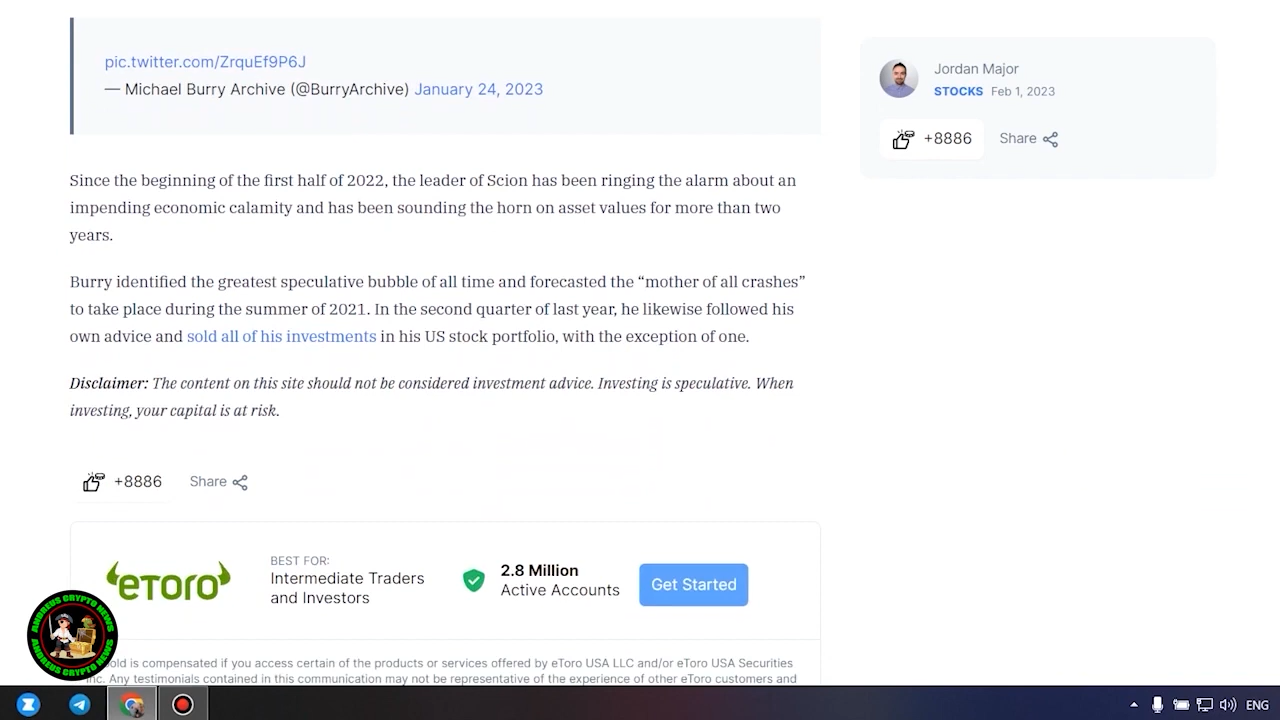 pic.twitter.com/ZrquEf9P6J
— Michael Burry Archive (@BurryArchive) January 24, 2023
Since the beginning of the first half of 2022, the leader of Scion has been ringing the alarm about an
impending economic calamity and has been sounding the horn on asset values for more than two
years.
Burry identified the greatest speculative bubble of all time and forecasted the “mother of all crashes”
to take place during the summer of 2021. In the second quarter of last year, he likewise followed his
own advice and sold all of his investments in his US stock portfolio, with the exception of one.
Disclaimer: The content on this site should not be considered investment advice. Investing is speculative. When
investing, your capital is at risk.
+8886 Share
eToro
BEST FOR:
Intermediate Traders
and Investors
2.8 Million
Active Accounts
Get Started
is compensated if you access certain of the products or services offered by eToro USA LLC and/or eToro USA Securities
Inc. Any testimonials contained in this communication may not be representative of the experience of other eToro customers and
Jordan Major
STOCKS Feb 1, 2023
+8886 Share
ANDREUS CRYPTO NEWS
ANDREUS CRYPTO NEWS
ENG